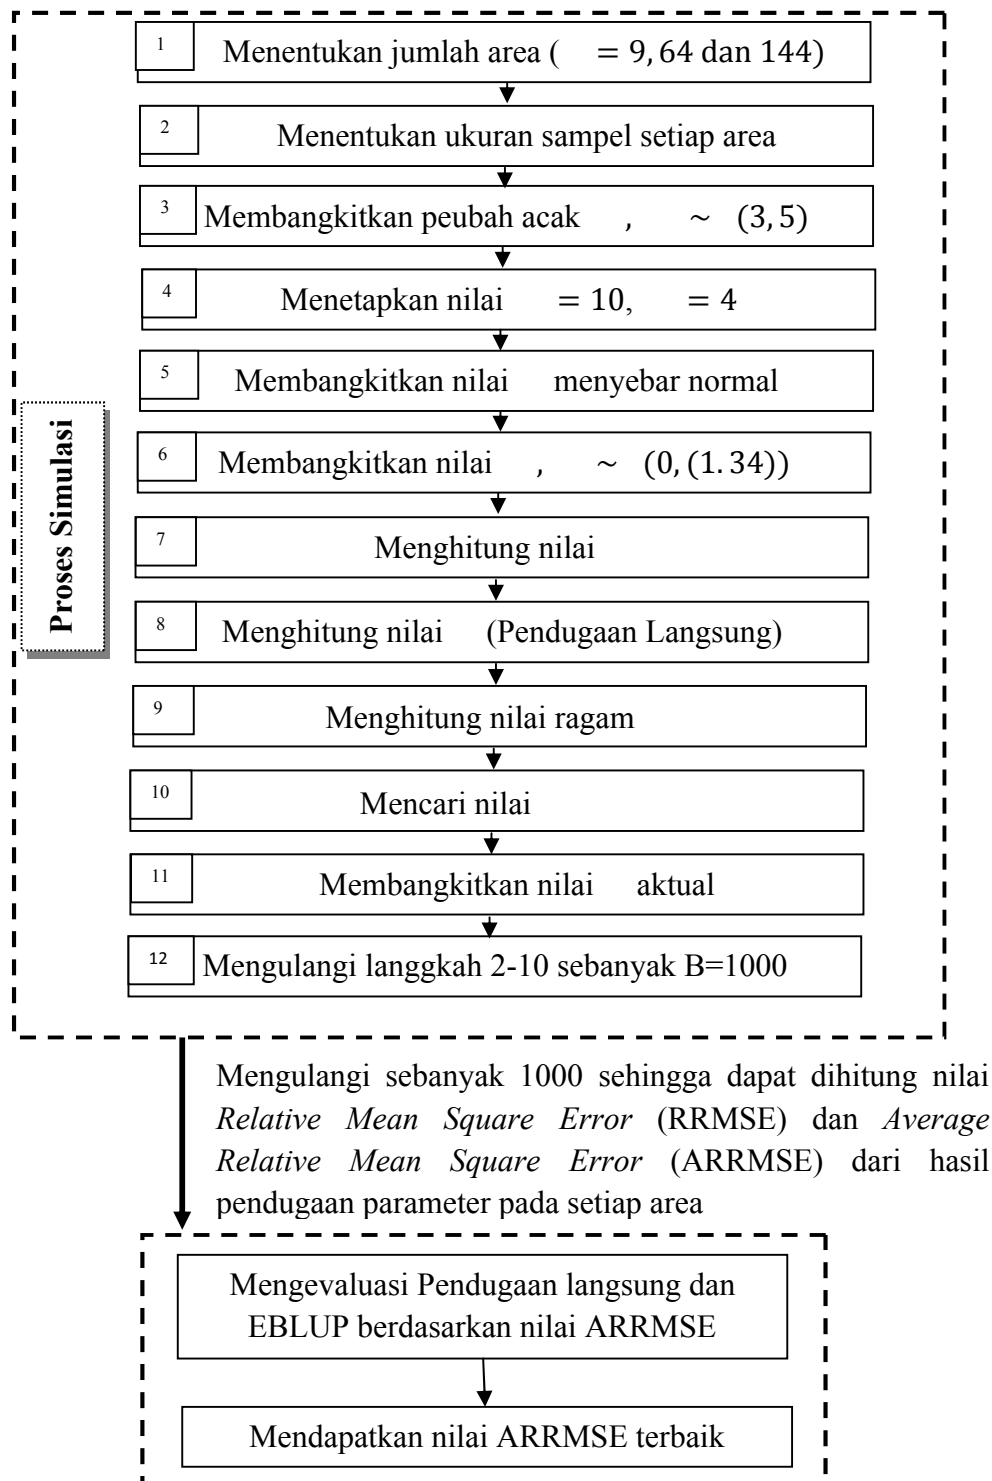 1 Menentukan jumlah area ( = 9, 64 dan 144)
2 Menentukan ukuran sampel setiap area
3 Membangkitkan peubah acak , ~ (3, 5)
4 Menetapkan nilai = 10, = 4
5 Membangkitkan nilai menyebar normal
6 Membangkitkan nilai , ~ (0, (1. 34))
7 Menghitung nilai
8 Menghitung nilai (Pendugaan Langsung)
9 Menghitung nilai ragam
10 Mencari nilai
11 Membangkitkan nilai aktual
12 Mengulangi langgkah 2-10 sebanyak B=1000
Proses Simulasi
Mengulangi sebanyak 1000 sehingga dapat dihitung nilai
Relative Mean Square Error (RRMSE) dan Average
Relative Mean Square Error (ARRMSE) dari hasil
pendugaan parameter pada setiap area
Mengevaluasi Pendugaan langsung dan
EBLUP berdasarkan nilai ARRMSE
Mendapatkan nilai ARRMSE terbaik